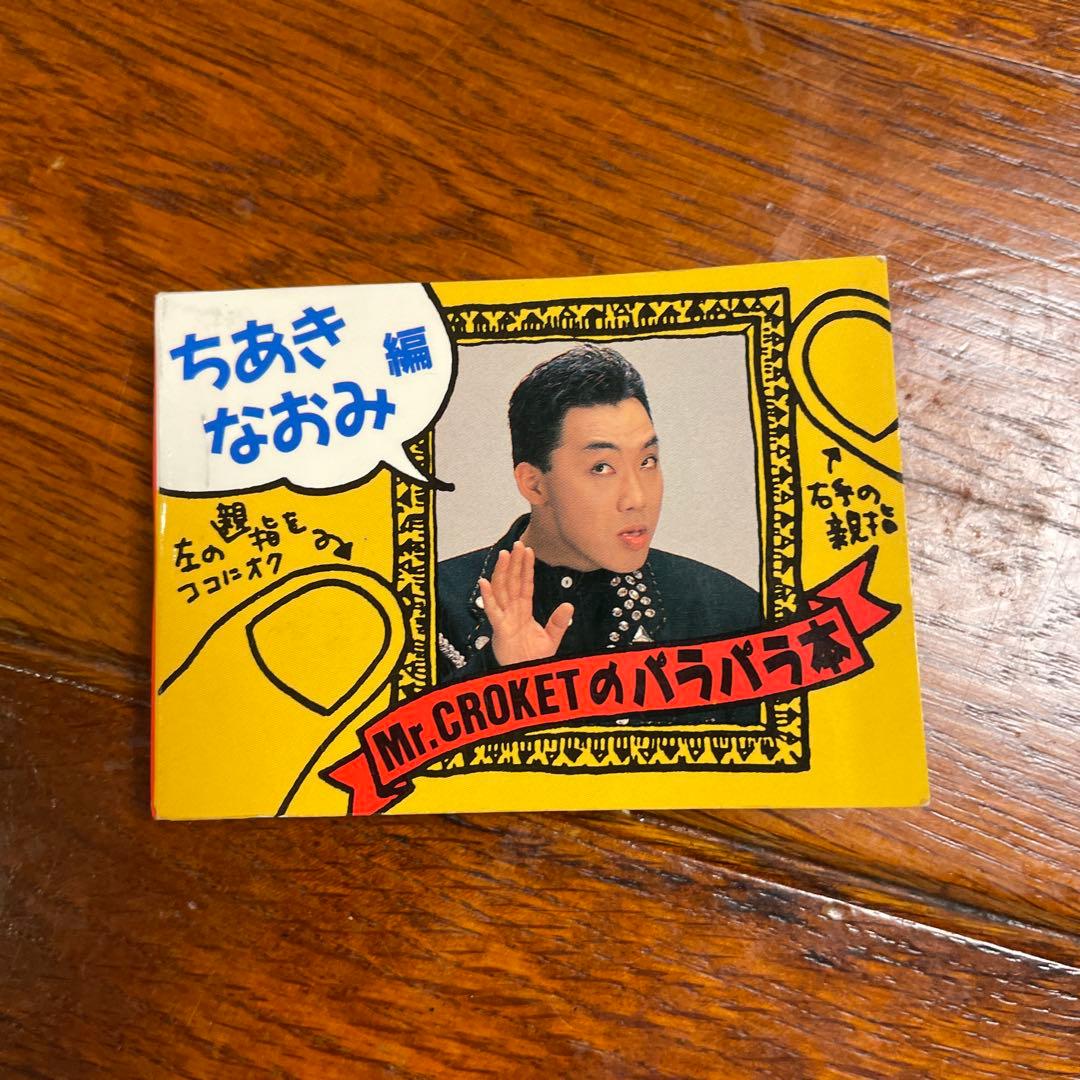 ちあき
なおみ
編
左の親指を
ココにオク
右手の
親指
Mr.CROKETのパラパラ本